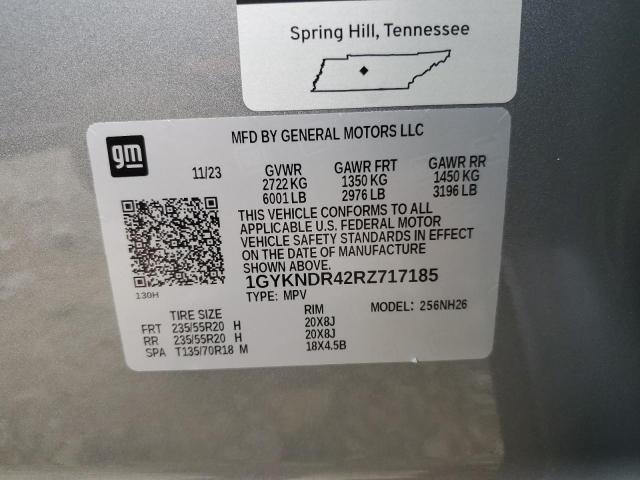 Spring Hill, Tennessee
gm
MFD BY GENERAL MOTORS LLC
11/23 GVWR GAWR FRT GAWR RR
2722 KG 1350 KG 1450 KG
6001 LB 2976 LB 3196 LB
THIS VEHICLE CONFORMS TO ALL
APPLICABLE U.S. FEDERAL MOTOR
VEHICLE SAFETY STANDARDS IN EFFECT
ON THE DATE OF MANUFACTURE
SHOWN ABOVE.
1GYKNDR42RZ717185
130H
TYPE: MPV MODEL: 256NH26
TIRE SIZE RIM
FRT 235/55R20 H 20X8J
RR 235/55R20 H 20X8J
SPA T135/70R18 M 18X4.5B